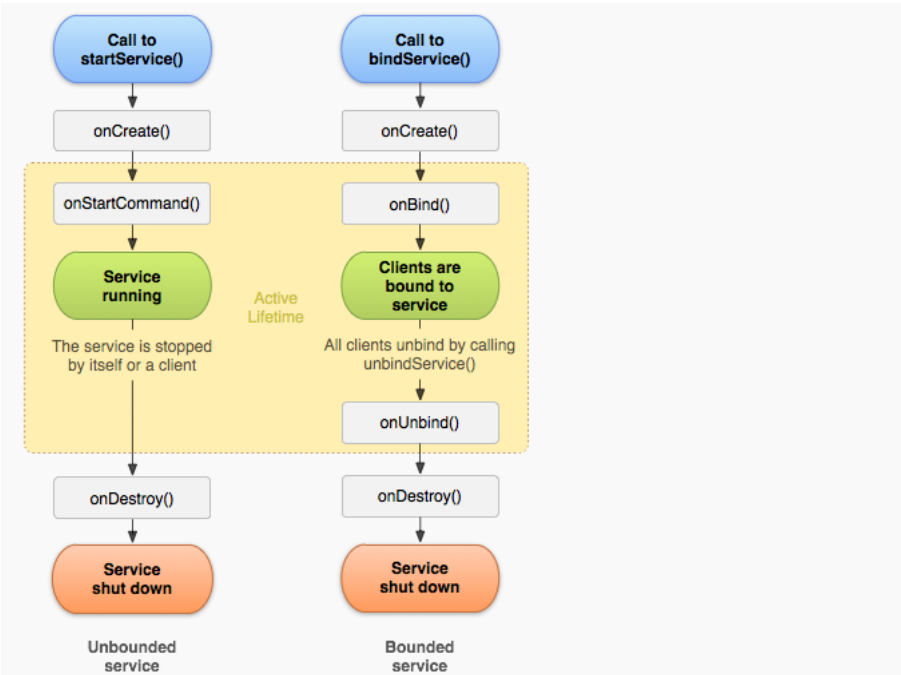 Call to
startService()
onCreate()
onStartCommand()
Service
running
The service is stopped
by itself or a client
onDestroy()
Service
shut down
Unbounded
service
Active
Lifetime
Call to
bindService()
onCreate()
onBind()
Clients are
bound to
service
All clients unbind by calling
unbindService()
onUnbind()
onDestroy()
Service
shut down
Bounded
service